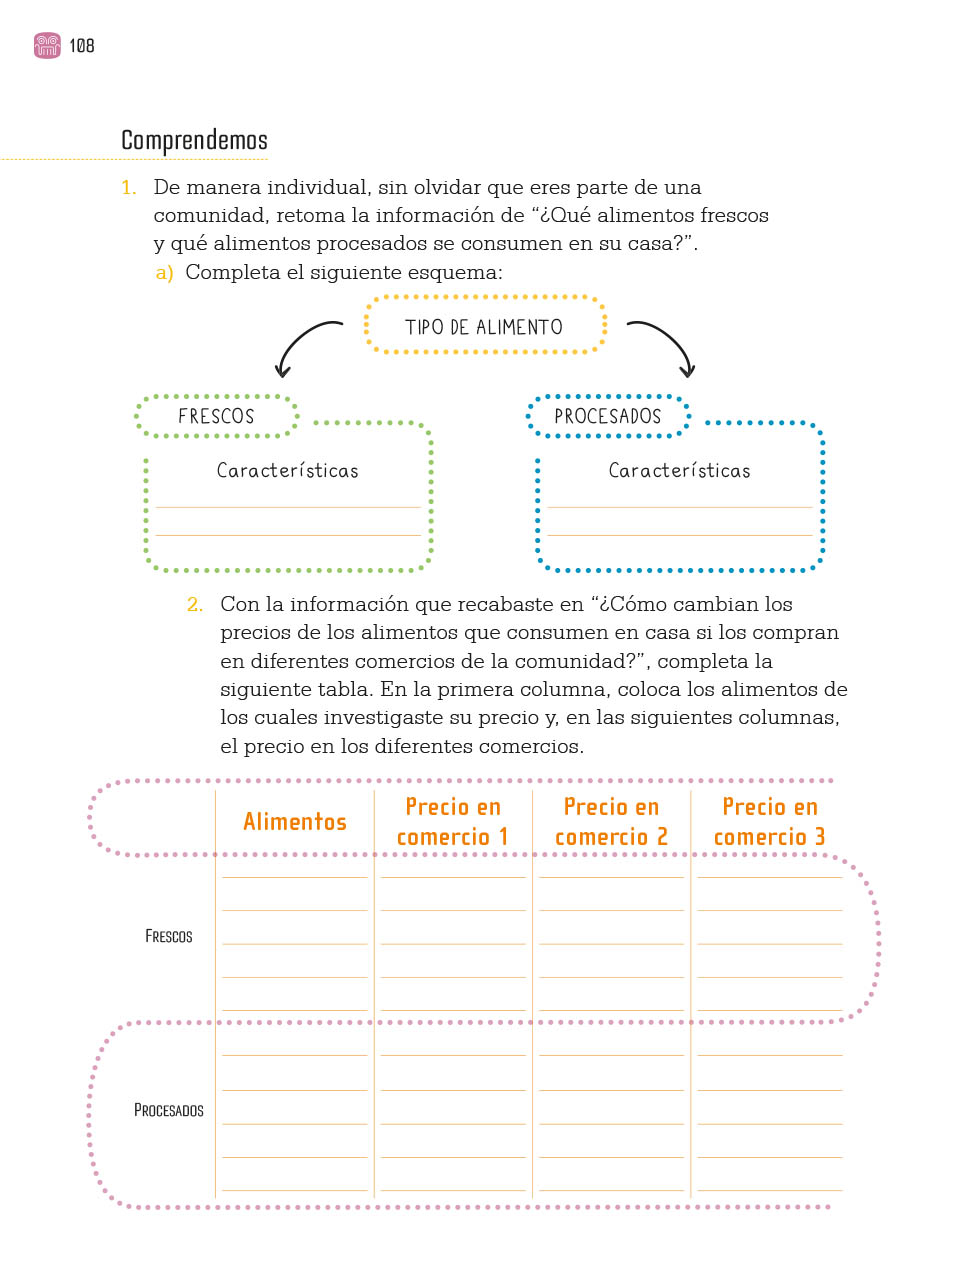 108
Comprendemos
1. De manera individual, sin olvidar que eres parte de una
comunidad, retoma la información de “¿Qué alimentos frescos
y qué alimentos procesados se consumen en su casa?”.
a) Completa el siguiente esquema:
TIPO DE ALIMENTO
FRESCOS
Características
PROCESADOS
Características
2. Con la información que recabaste en “¿Cómo cambian los
precios de los alimentos que consumen en casa si los compran
en diferentes comercios de la comunidad?”, completa la
siguiente tabla. En la primera columna, coloca los alimentos de
los cuales investigaste su precio y, en las siguientes columnas,
el precio en los diferentes comercios.
Alimentos
Precio en
comercio 1
Precio en
comercio 2
Precio en
comercio 3
FRESCOS
PROCESADOS